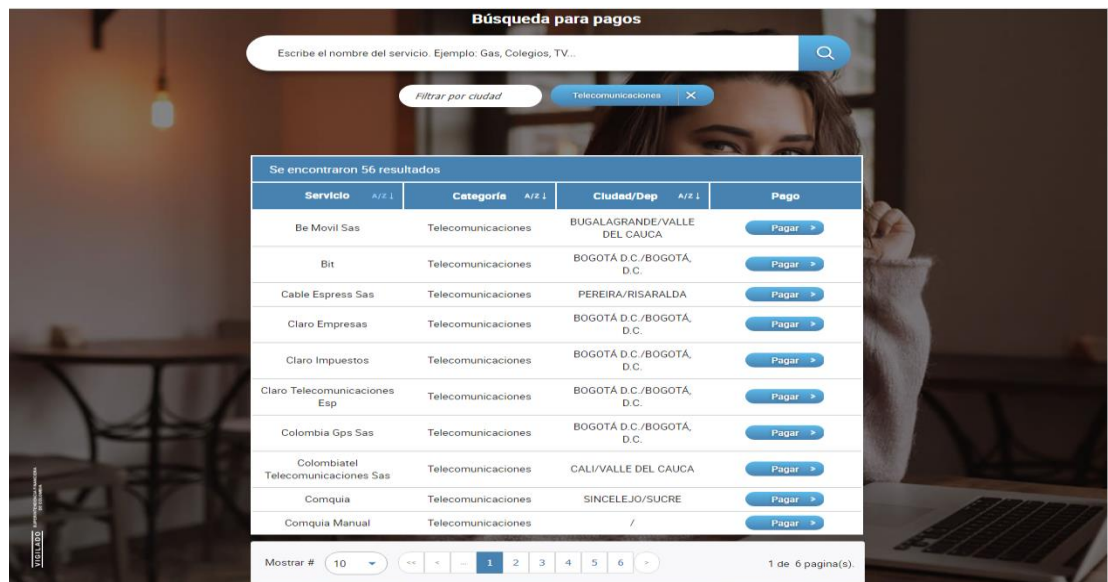 Búsqueda para pagos
Escribe el nombre del servicio. Ejemplo: Gas, Colegios, TV...
Filtrar por ciudad
Telecomunicaciones ×
Se encontraron 56 resultados
Servicio A/Z↓ Categoría A/Z↓ Ciudad/Dep A/Z↓ Pago
Be Movil Sas Telecomunicaciones BUGALAGRANDE/VALLE
DEL CAUCA Pagar >
Bit Telecomunicaciones BOGOTÁ D.C./BOGOTÁ,
D.C. Pagar >
Cable Espress Sas Telecomunicaciones PEREIRA/RISARALDA Pagar >
Claro Empresas Telecomunicaciones BOGOTÁ D.C./BOGOTÁ,
D.C. Pagar >
Claro Impuestos Telecomunicaciones BOGOTÁ D.C./BOGOTÁ,
D.C. Pagar >
Claro Telecomunicaciones
Esp Telecomunicaciones BOGOTÁ D.C./BOGOTÁ,
D.C. Pagar >
Colombia Gps Sas Telecomunicaciones BOGOTÁ D.C./BOGOTÁ,
D.C. Pagar >
Colombiatel
Telecomunicaciones Sas Telecomunicaciones CALI/VALLE DEL CAUCA Pagar >
Comquia Telecomunicaciones SINCELEJO/SUCRE Pagar >
Comquia Manual Telecomunicaciones / Pagar >
Mostrar # 10 << < ... 1 2 3 4 5 6 > 1 de 6 pagina(s).
VIGILADO SUPERINTENDENCIA FINANCIERA
DE COLOMBIA